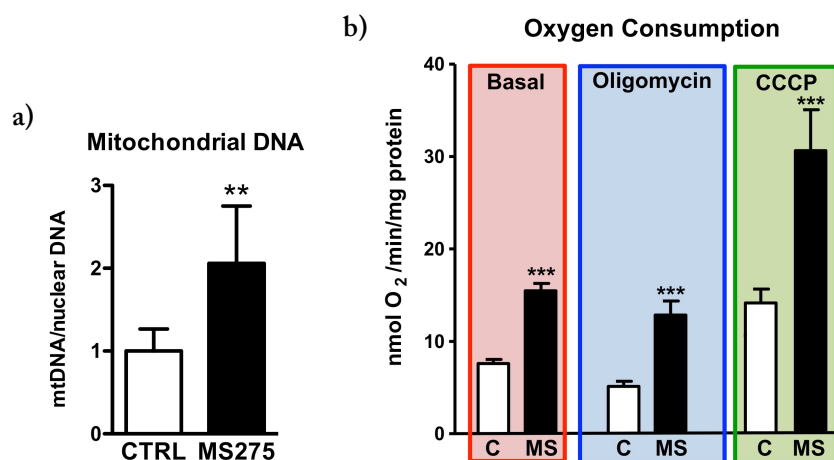 a)
Mitochondrial DNA
mtDNA/nuclear DNA
3
2
1
0
**
CTRL MS275
b)
Oxygen Consumption
nmol O2 /min/mg protein
40
30
20
10
0
Basal
***
C MS
Oligomycin
***
C MS
CCCP
***
C MS